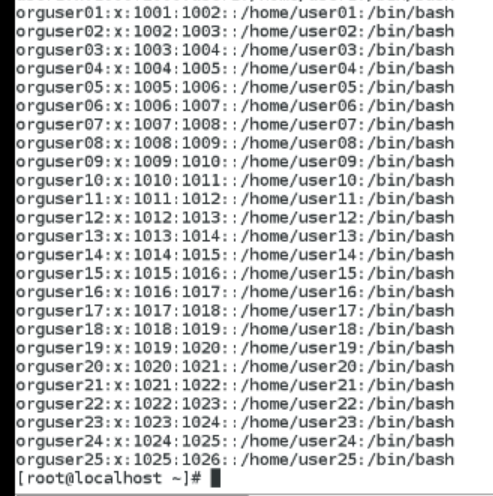 orguser01:x:1001:1002::/home/user01:/bin/bash
orguser02:x:1002:1003::/home/user02:/bin/bash
orguser03:x:1003:1004::/home/user03:/bin/bash
orguser04:x:1004:1005::/home/user04:/bin/bash
orguser05:x:1005:1006::/home/user05:/bin/bash
orguser06:x:1006:1007::/home/user06:/bin/bash
orguser07:x:1007:1008::/home/user07:/bin/bash
orguser08:x:1008:1009::/home/user08:/bin/bash
orguser09:x:1009:1010::/home/user09:/bin/bash
orguser10:x:1010:1011::/home/user10:/bin/bash
orguser11:x:1011:1012::/home/user11:/bin/bash
orguser12:x:1012:1013::/home/user12:/bin/bash
orguser13:x:1013:1014::/home/user13:/bin/bash
orguser14:x:1014:1015::/home/user14:/bin/bash
orguser15:x:1015:1016::/home/user15:/bin/bash
orguser16:x:1016:1017::/home/user16:/bin/bash
orguser17:x:1017:1018::/home/user17:/bin/bash
orguser18:x:1018:1019::/home/user18:/bin/bash
orguser19:x:1019:1020::/home/user19:/bin/bash
orguser20:x:1020:1021::/home/user20:/bin/bash
orguser21:x:1021:1022::/home/user21:/bin/bash
orguser22:x:1022:1023::/home/user22:/bin/bash
orguser23:x:1023:1024::/home/user23:/bin/bash
orguser24:x:1024:1025::/home/user24:/bin/bash
orguser25:x:1025:1026::/home/user25:/bin/bash
[root@localhost ~]#